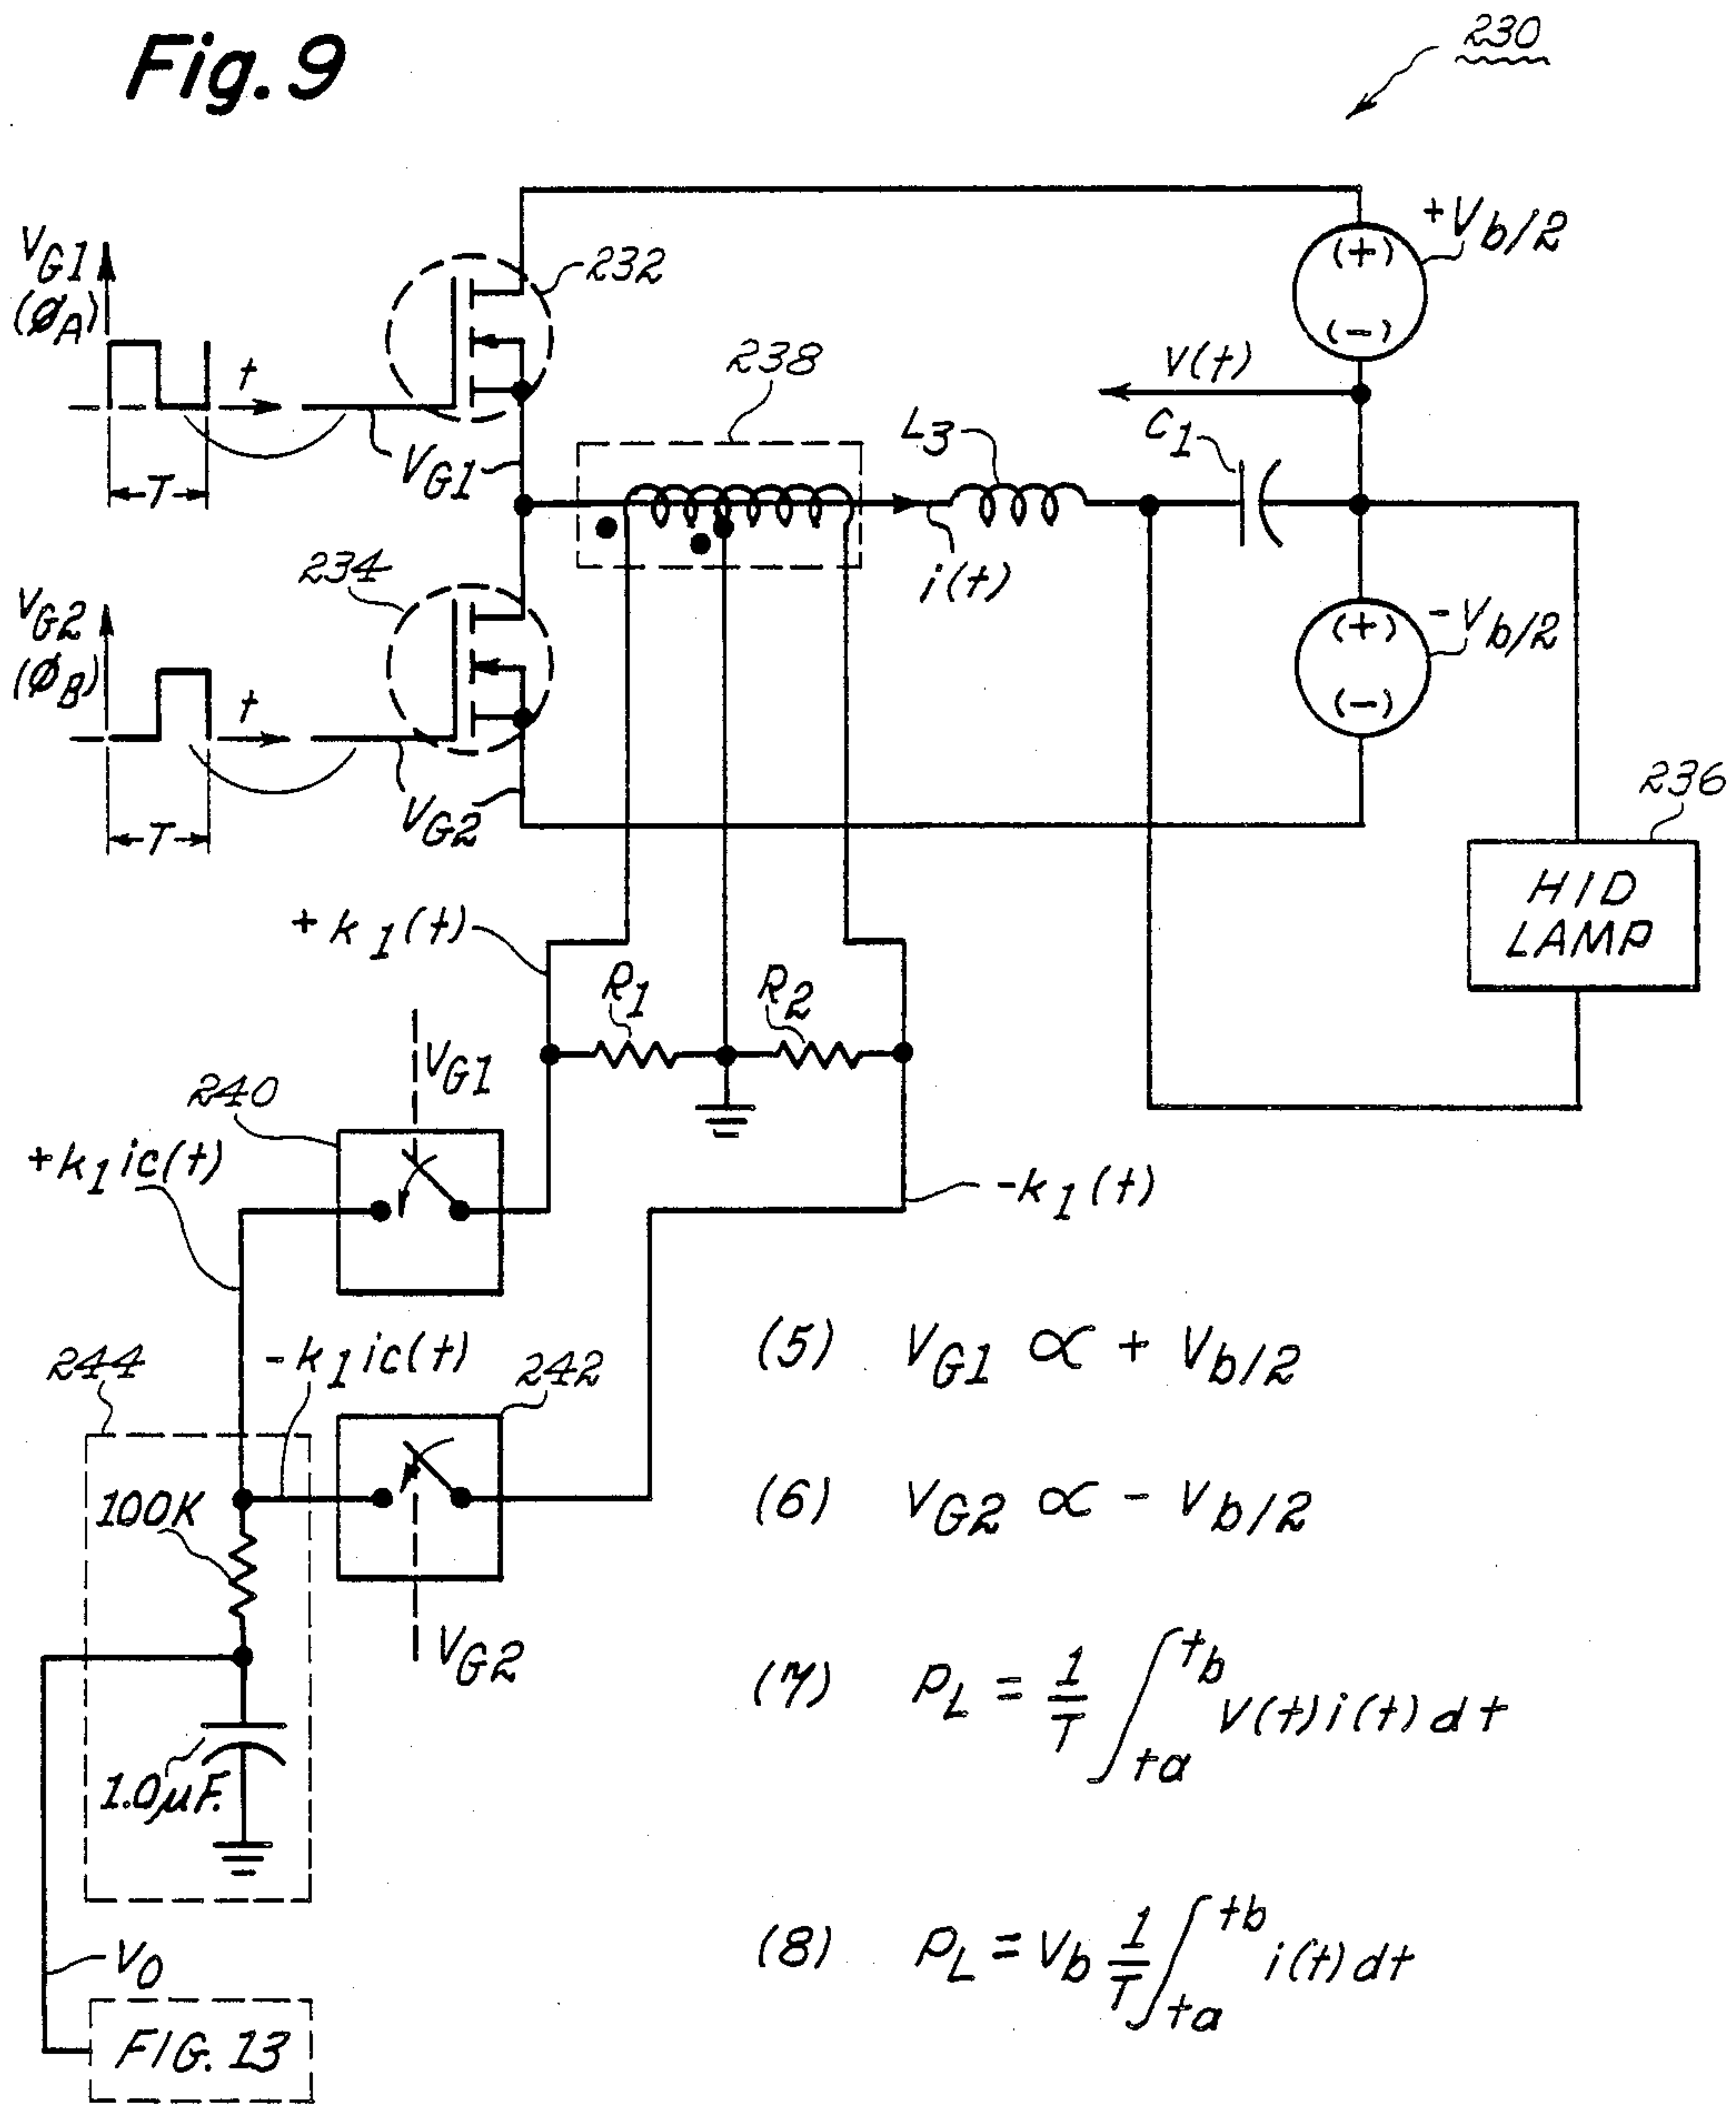 Fig. 9
230
+Vb/2
(+)
(-)
VG1
(ØA)
t
T
232
VG1
238
v(t)
C1
L3
i(t)
234
VG2
(ØB)
t
T
VG2
-Vb/2
(+)
(-)
236
HID
LAMP
+k1(t)
R1
R2
VG1
240
+k1ic(t)
-k1(t)
244
-k1ic(t)
242
(5) VG1 ∝ + Vb/2
100K
(6) VG2 ∝ - Vb/2
VG2
(7) PL = 1/T ∫ta tb V(t)i(t)dt
1.0µF.
(8) PL = Vb 1/T ∫ta tb i(t)dt
V0
FIG. 13